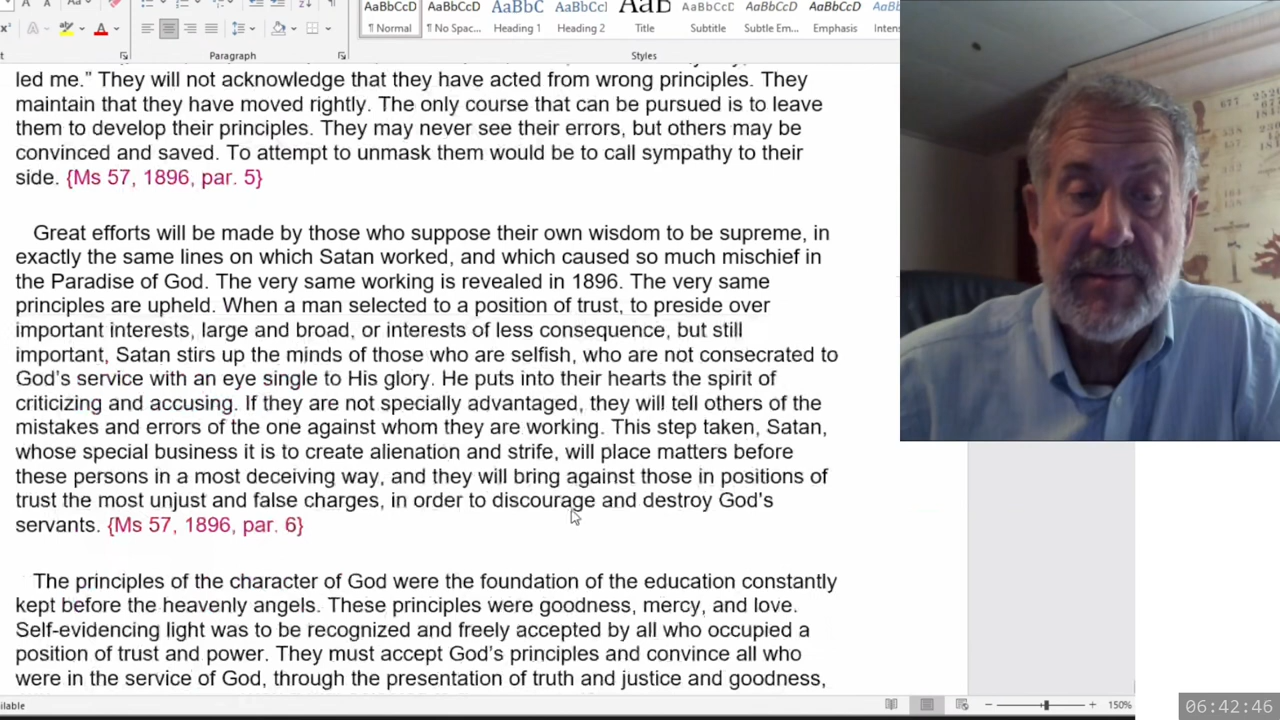 AaBbCcD AaBbCcD AaBbC AaBbCcl AaB AaBbCcD AaBbCcD AaBbCcD AaBb
¶ Normal ¶ No Spac... Heading 1 Heading 2 Title Subtitle Subtle Em... Emphasis Intens
Paragraph Styles
led me.” They will not acknowledge that they have acted from wrong principles. They
maintain that they have moved rightly. The only course that can be pursued is to leave
them to develop their principles. They may never see their errors, but others may be
convinced and saved. To attempt to unmask them would be to call sympathy to their
side. {Ms 57, 1896, par. 5}
Great efforts will be made by those who suppose their own wisdom to be supreme, in
exactly the same lines on which Satan worked, and which caused so much mischief in
the Paradise of God. The very same working is revealed in 1896. The very same
principles are upheld. When a man selected to a position of trust, to preside over
important interests, large and broad, or interests of less consequence, but still
important, Satan stirs up the minds of those who are selfish, who are not consecrated to
God’s service with an eye single to His glory. He puts into their hearts the spirit of
criticizing and accusing. If they are not specially advantaged, they will tell others of the
mistakes and errors of the one against whom they are working. This step taken, Satan,
whose special business it is to create alienation and strife, will place matters before
these persons in a most deceiving way, and they will bring against those in positions of
trust the most unjust and false charges, in order to discourage and destroy God’s
servants. {Ms 57, 1896, par. 6}
The principles of the character of God were the foundation of the education constantly
kept before the heavenly angels. These principles were goodness, mercy, and love.
Self-evidencing light was to be recognized and freely accepted by all who occupied a
position of trust and power. They must accept God’s principles and convince all who
were in the service of God, through the presentation of truth and justice and goodness,
ilable
150%
06:42:46
677